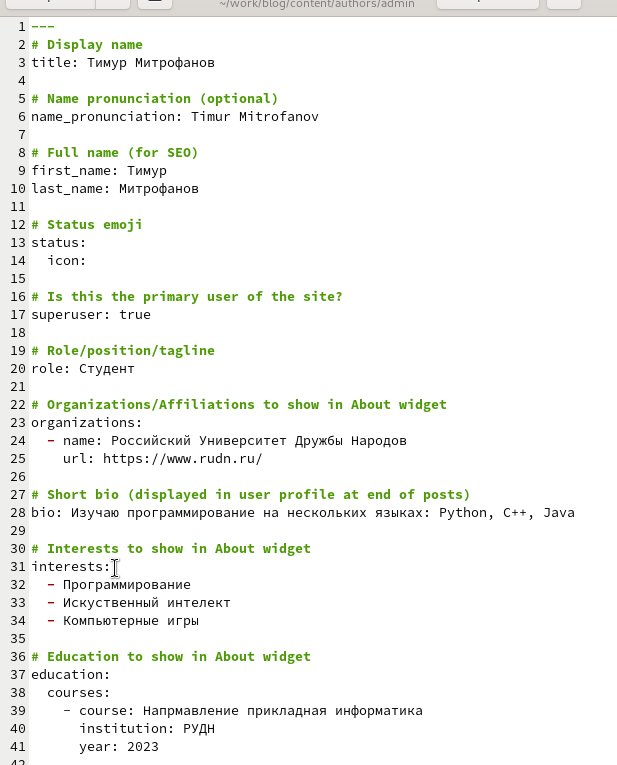 ~/work/blog/content/authors/admin
1 ---
2 # Display name
3 title: Тимур Митрофанов
4
5 # Name pronunciation (optional)
6 name_pronunciation: Timur Mitrofanov
7
8 # Full name (for SEO)
9 first_name: Тимур
10 last_name: Митрофанов
11
12 # Status emoji
13 status:
14   icon:
15
16 # Is this the primary user of the site?
17 superuser: true
18
19 # Role/position/tagline
20 role: Студент
21
22 # Organizations/Affiliations to show in About widget
23 organizations:
24   - name: Российский Университет Дружбы Народов
25     url: https://www.rudn.ru/
26
27 # Short bio (displayed in user profile at end of posts)
28 bio: Изучаю программирование на нескольких языках: Python, C++, Java
29
30 # Interests to show in About widget
31 interests:
32   - Программирование
33   - Искуственный интелект
34   - Компьютерные игры
35
36 # Education to show in About widget
37 education:
38   courses:
39     - course: Напрмавление прикладная информатика
40       institution: РУДН
41       year: 2023
42